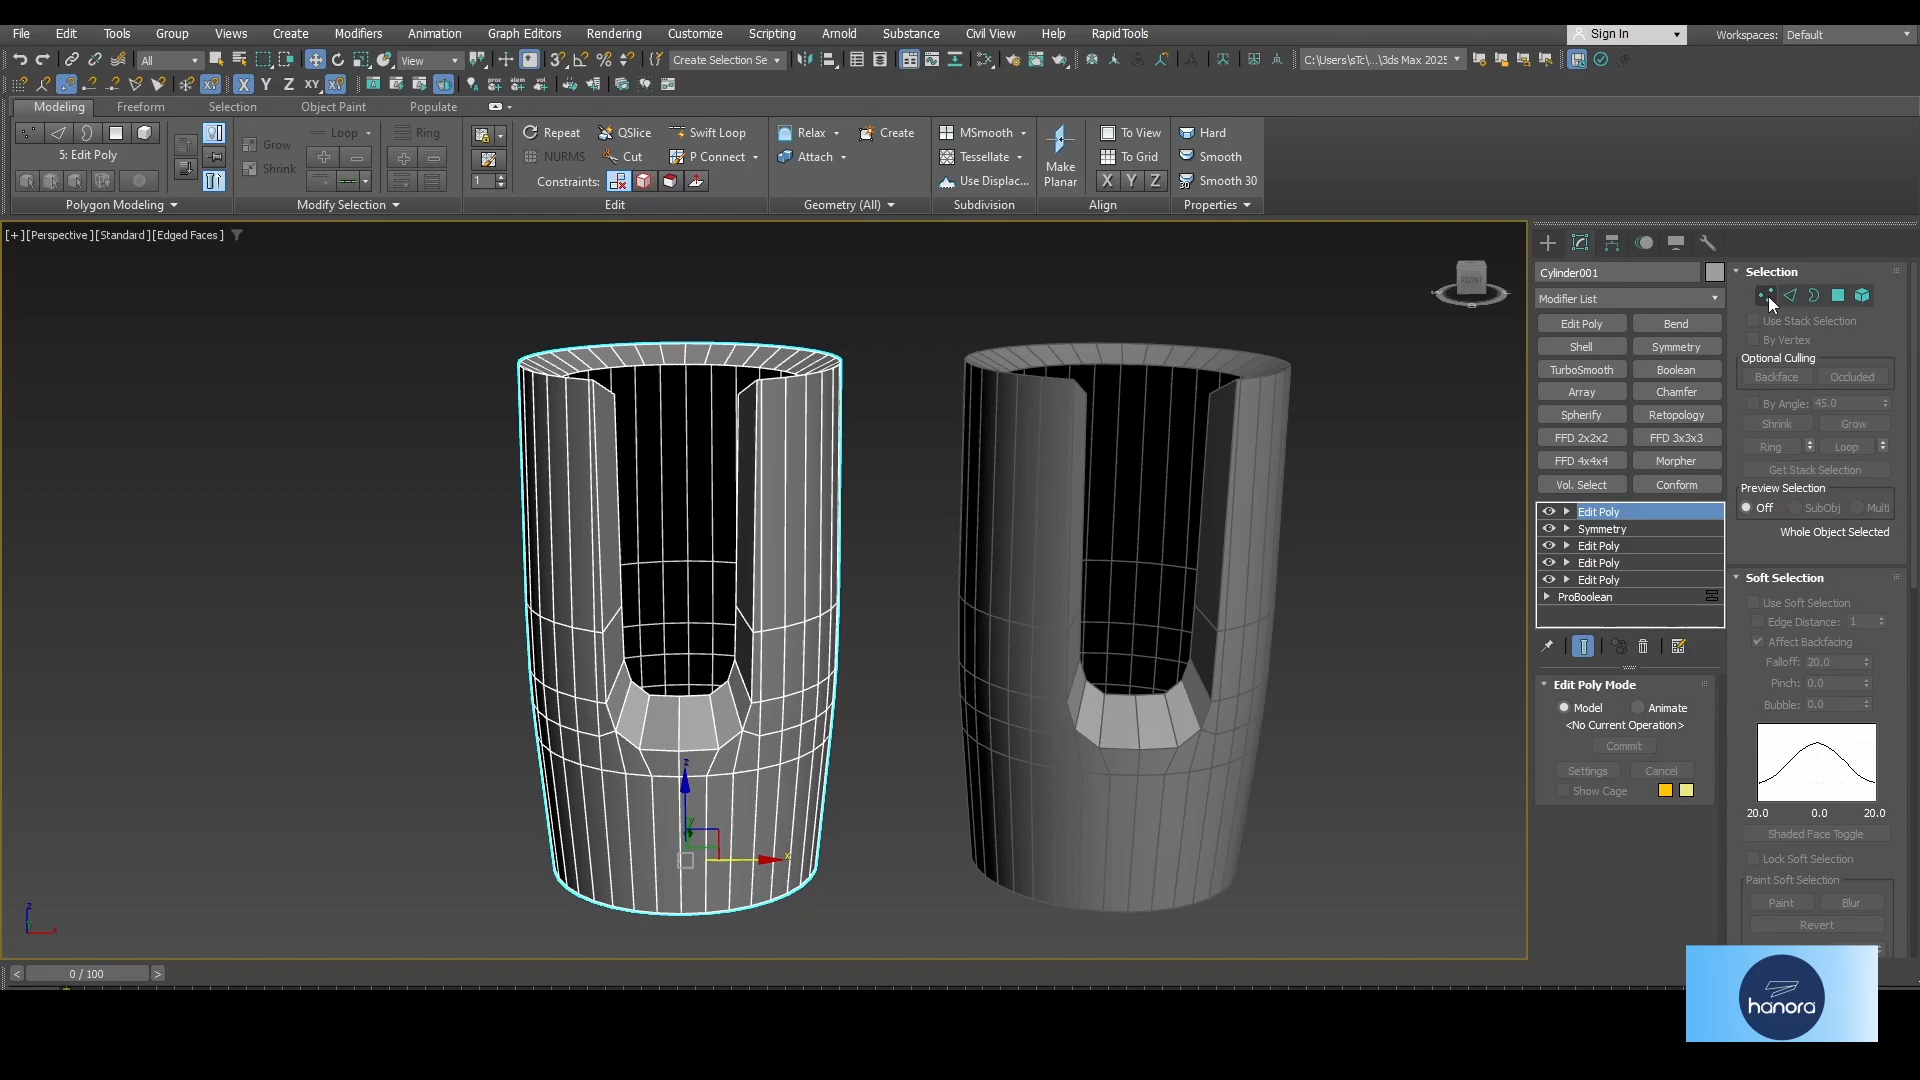 File Edit Tools Group Views Create Modifiers Animation Graph Editors Rendering Customize Scripting Arnold Substance Civil View Help RapidTools Sign In Workspaces: Default
All View Create Selection Se C:\Users\sTc\...\3ds Max 2025
X Y Z XY
Modeling Freeform Selection Object Paint Populate
Loop Ring Repeat QSlice Swift Loop Relax Create MSmooth To View Hard
5: Edit Poly Grow NURMS Cut P Connect Attach Tessellate Make Planar To Grid Smooth
Shrink 1 Constraints: Use Displac... X Y Z Smooth 30
Polygon Modeling Modify Selection Edit Geometry (All) Subdivision Align Properties
[+][Perspective][Standard][Edged Faces]
FRONT
Cylinder001
Modifier List
Edit Poly Bend
Shell Symmetry
TurboSmooth Boolean
Array Chamfer
Spherify Retopology
FFD 2x2x2 FFD 3x3x3
FFD 4x4x4 Morpher
Vol. Select Conform
Edit Poly
Symmetry
Edit Poly
Edit Poly
Edit Poly
ProBoolean
Edit Poly Mode
Model Animate
<No Current Operation>
Commit
Settings Cancel
Show Cage
Selection
Use Stack Selection
By Vertex
Optional Culling
Backface Occluded
By Angle: 45.0
Shrink Grow
Ring Loop
Get Stack Selection
Preview Selection
Off SubObj Multi
Whole Object Selected
Soft Selection
Use Soft Selection
Edge Distance: 1
Affect Backfacing
Falloff: 20.0
Pinch: 0.0
Bubble: 0.0
20.0 0.0 20.0
Shaded Face Toggle
Lock Soft Selection
Paint Soft Selection
Paint Blur
Revert
z
y
x
z
x
0 / 100
hanora